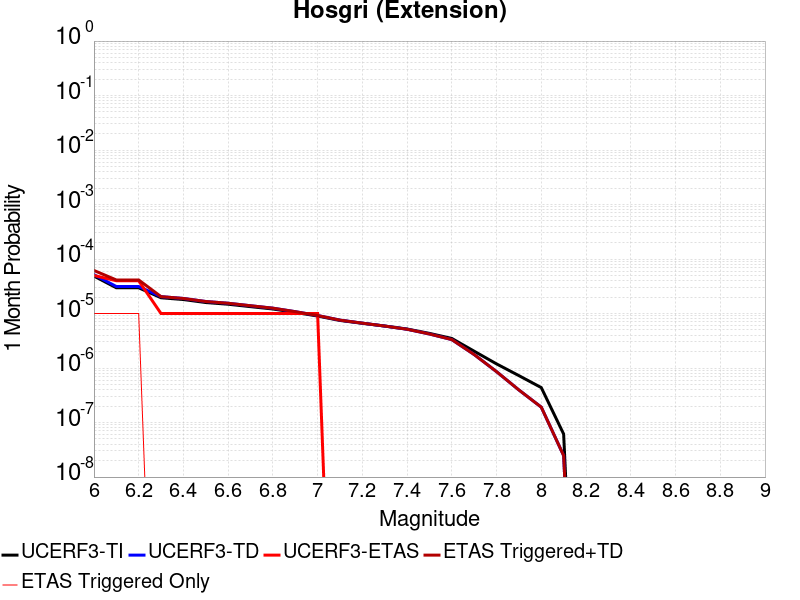 Hosgri (Extension)
1 Month Probability
10^0
10^-1
10^-2
10^-3
10^-4
10^-5
10^-6
10^-7
10^-8
6 6.2 6.4 6.6 6.8 7 7.2 7.4 7.6 7.8 8 8.2 8.4 8.6 8.8 9
Magnitude
UCERF3-TI UCERF3-TD UCERF3-ETAS ETAS Triggered+TD
ETAS Triggered Only